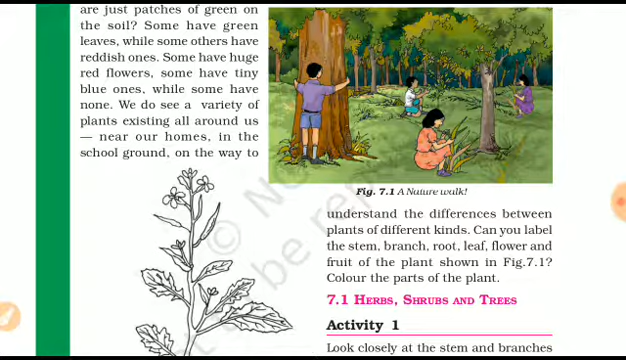 are just patches of green on
the soil? Some have green
leaves, while some others have
reddish ones. Some have huge
red flowers, some have tiny
blue ones, while some have
none. We do see a variety of
plants existing all around us
— near our homes, in the
school ground, on the way to
Fig. 7.1 A Nature walk!
understand the differences between
plants of different kinds. Can you label
the stem, branch, root, leaf, flower and
fruit of the plant shown in Fig.7.1?
Colour the parts of the plant.
7.1 HERBS, SHRUBS AND TREES
Activity 1
Look closely at the stem and branches